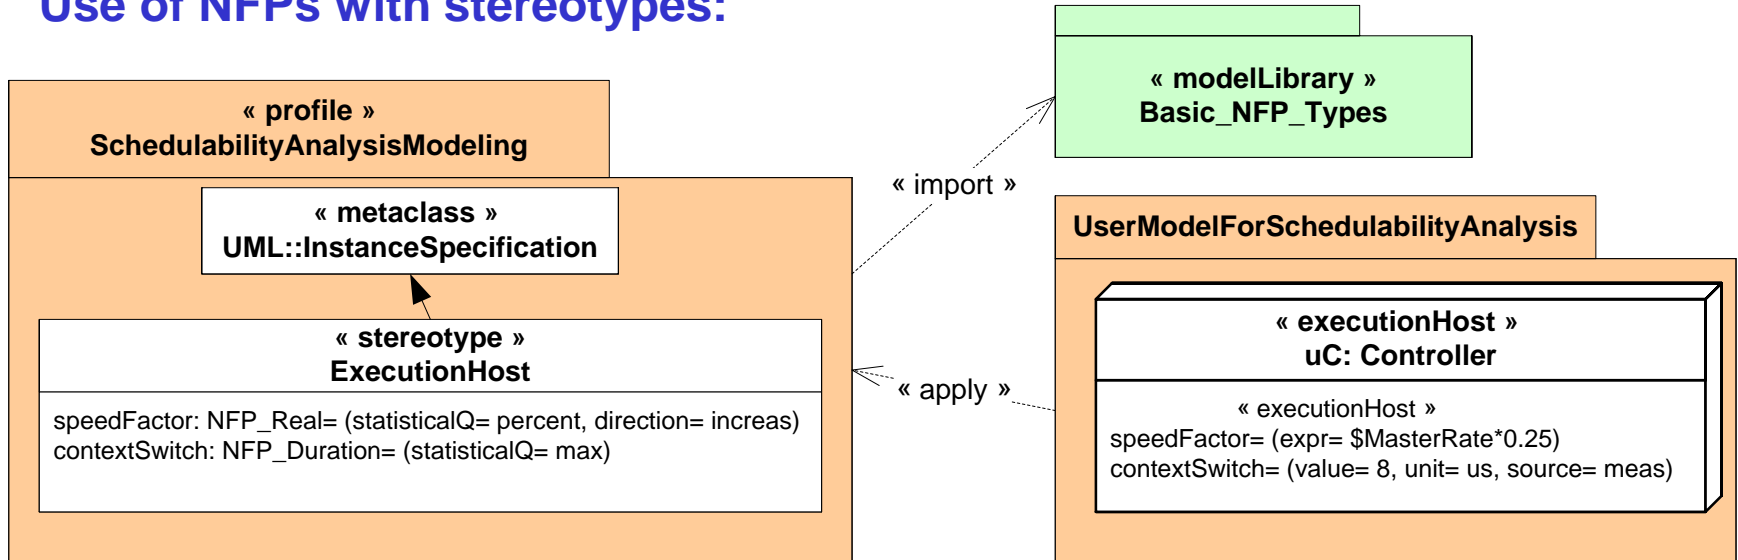 Use of NFPs with stereotypes:
« modelLibrary »
Basic_NFP_Types
« profile »
SchedulabilityAnalysisModeling
« import »
« metaclass »
UML::InstanceSpecification
UserModelForSchedulabilityAnalysis
« stereotype »
ExecutionHost
speedFactor: NFP_Real= (statisticalQ= percent, direction= increas)
contextSwitch: NFP_Duration= (statisticalQ= max)
« apply »
« executionHost »
uC: Controller
« executionHost »
speedFactor= (expr= $MasterRate*0.25)
contextSwitch= (value= 8, unit= us, source= meas)